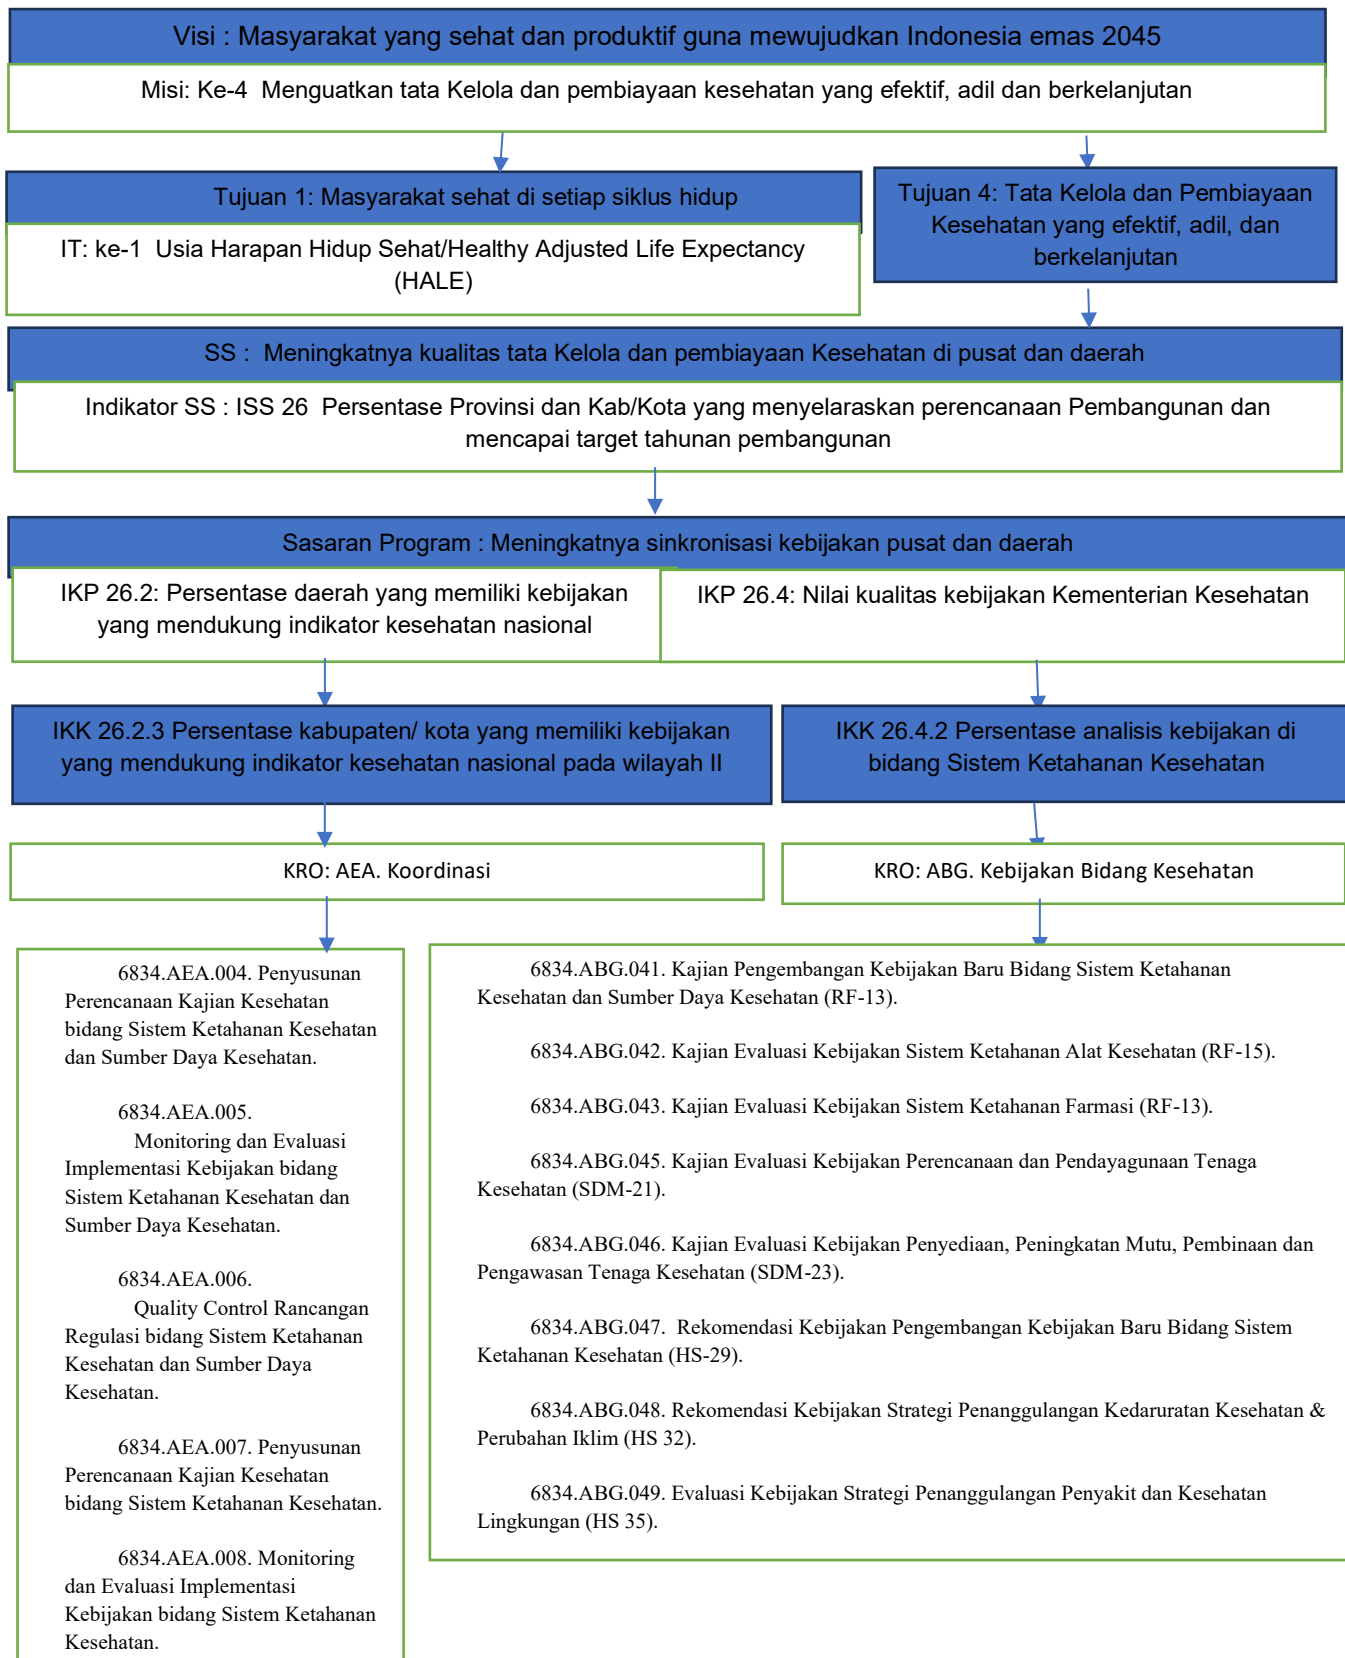 Visi : Masyarakat yang sehat dan produktif guna mewujudkan Indonesia emas 2045
Misi: Ke-4  Menguatkan tata Kelola dan pembiayaan kesehatan yang efektif, adil dan berkelanjutan
Tujuan 1: Masyarakat sehat di setiap siklus hidup
IT: ke-1  Usia Harapan Hidup Sehat/Healthy Adjusted Life Expectancy
(HALE)
Tujuan 4: Tata Kelola dan Pembiayaan
Kesehatan yang efektif, adil, dan
berkelanjutan
SS :  Meningkatnya kualitas tata Kelola dan pembiayaan Kesehatan di pusat dan daerah
Indikator SS : ISS 26  Persentase Provinsi dan Kab/Kota yang menyelaraskan perencanaan Pembangunan dan
mencapai target tahunan pembangunan
Sasaran Program : Meningkatnya sinkronisasi kebijakan pusat dan daerah
IKP 26.2: Persentase daerah yang memiliki kebijakan
yang mendukung indikator kesehatan nasional
IKP 26.4: Nilai kualitas kebijakan Kementerian Kesehatan
IKK 26.2.3 Persentase kabupaten/ kota yang memiliki kebijakan
yang mendukung indikator kesehatan nasional pada wilayah II
IKK 26.4.2 Persentase analisis kebijakan di
bidang Sistem Ketahanan Kesehatan
KRO: AEA. Koordinasi
KRO: ABG. Kebijakan Bidang Kesehatan
6834.AEA.004. Penyusunan
Perencanaan Kajian Kesehatan
bidang Sistem Ketahanan Kesehatan
dan Sumber Daya Kesehatan.
6834.AEA.005.
Monitoring dan Evaluasi
Implementasi Kebijakan bidang
Sistem Ketahanan Kesehatan dan
Sumber Daya Kesehatan.
6834.AEA.006.
Quality Control Rancangan
Regulasi bidang Sistem Ketahanan
Kesehatan dan Sumber Daya
Kesehatan.
6834.AEA.007. Penyusunan
Perencanaan Kajian Kesehatan
bidang Sistem Ketahanan Kesehatan.
6834.AEA.008. Monitoring
dan Evaluasi Implementasi
Kebijakan bidang Sistem Ketahanan
Kesehatan.
6834.ABG.041. Kajian Pengembangan Kebijakan Baru Bidang Sistem Ketahanan
Kesehatan dan Sumber Daya Kesehatan (RF-13).
6834.ABG.042. Kajian Evaluasi Kebijakan Sistem Ketahanan Alat Kesehatan (RF-15).
6834.ABG.043. Kajian Evaluasi Kebijakan Sistem Ketahanan Farmasi (RF-13).
6834.ABG.045. Kajian Evaluasi Kebijakan Perencanaan dan Pendayagunaan Tenaga
Kesehatan (SDM-21).
6834.ABG.046. Kajian Evaluasi Kebijakan Penyediaan, Peningkatan Mutu, Pembinaan dan
Pengawasan Tenaga Kesehatan (SDM-23).
6834.ABG.047.  Rekomendasi Kebijakan Pengembangan Kebijakan Baru Bidang Sistem
Ketahanan Kesehatan (HS-29).
6834.ABG.048. Rekomendasi Kebijakan Strategi Penanggulangan Kedaruratan Kesehatan &
Perubahan Iklim (HS 32).
6834.ABG.049. Evaluasi Kebijakan Strategi Penanggulangan Penyakit dan Kesehatan
Lingkungan (HS 35).